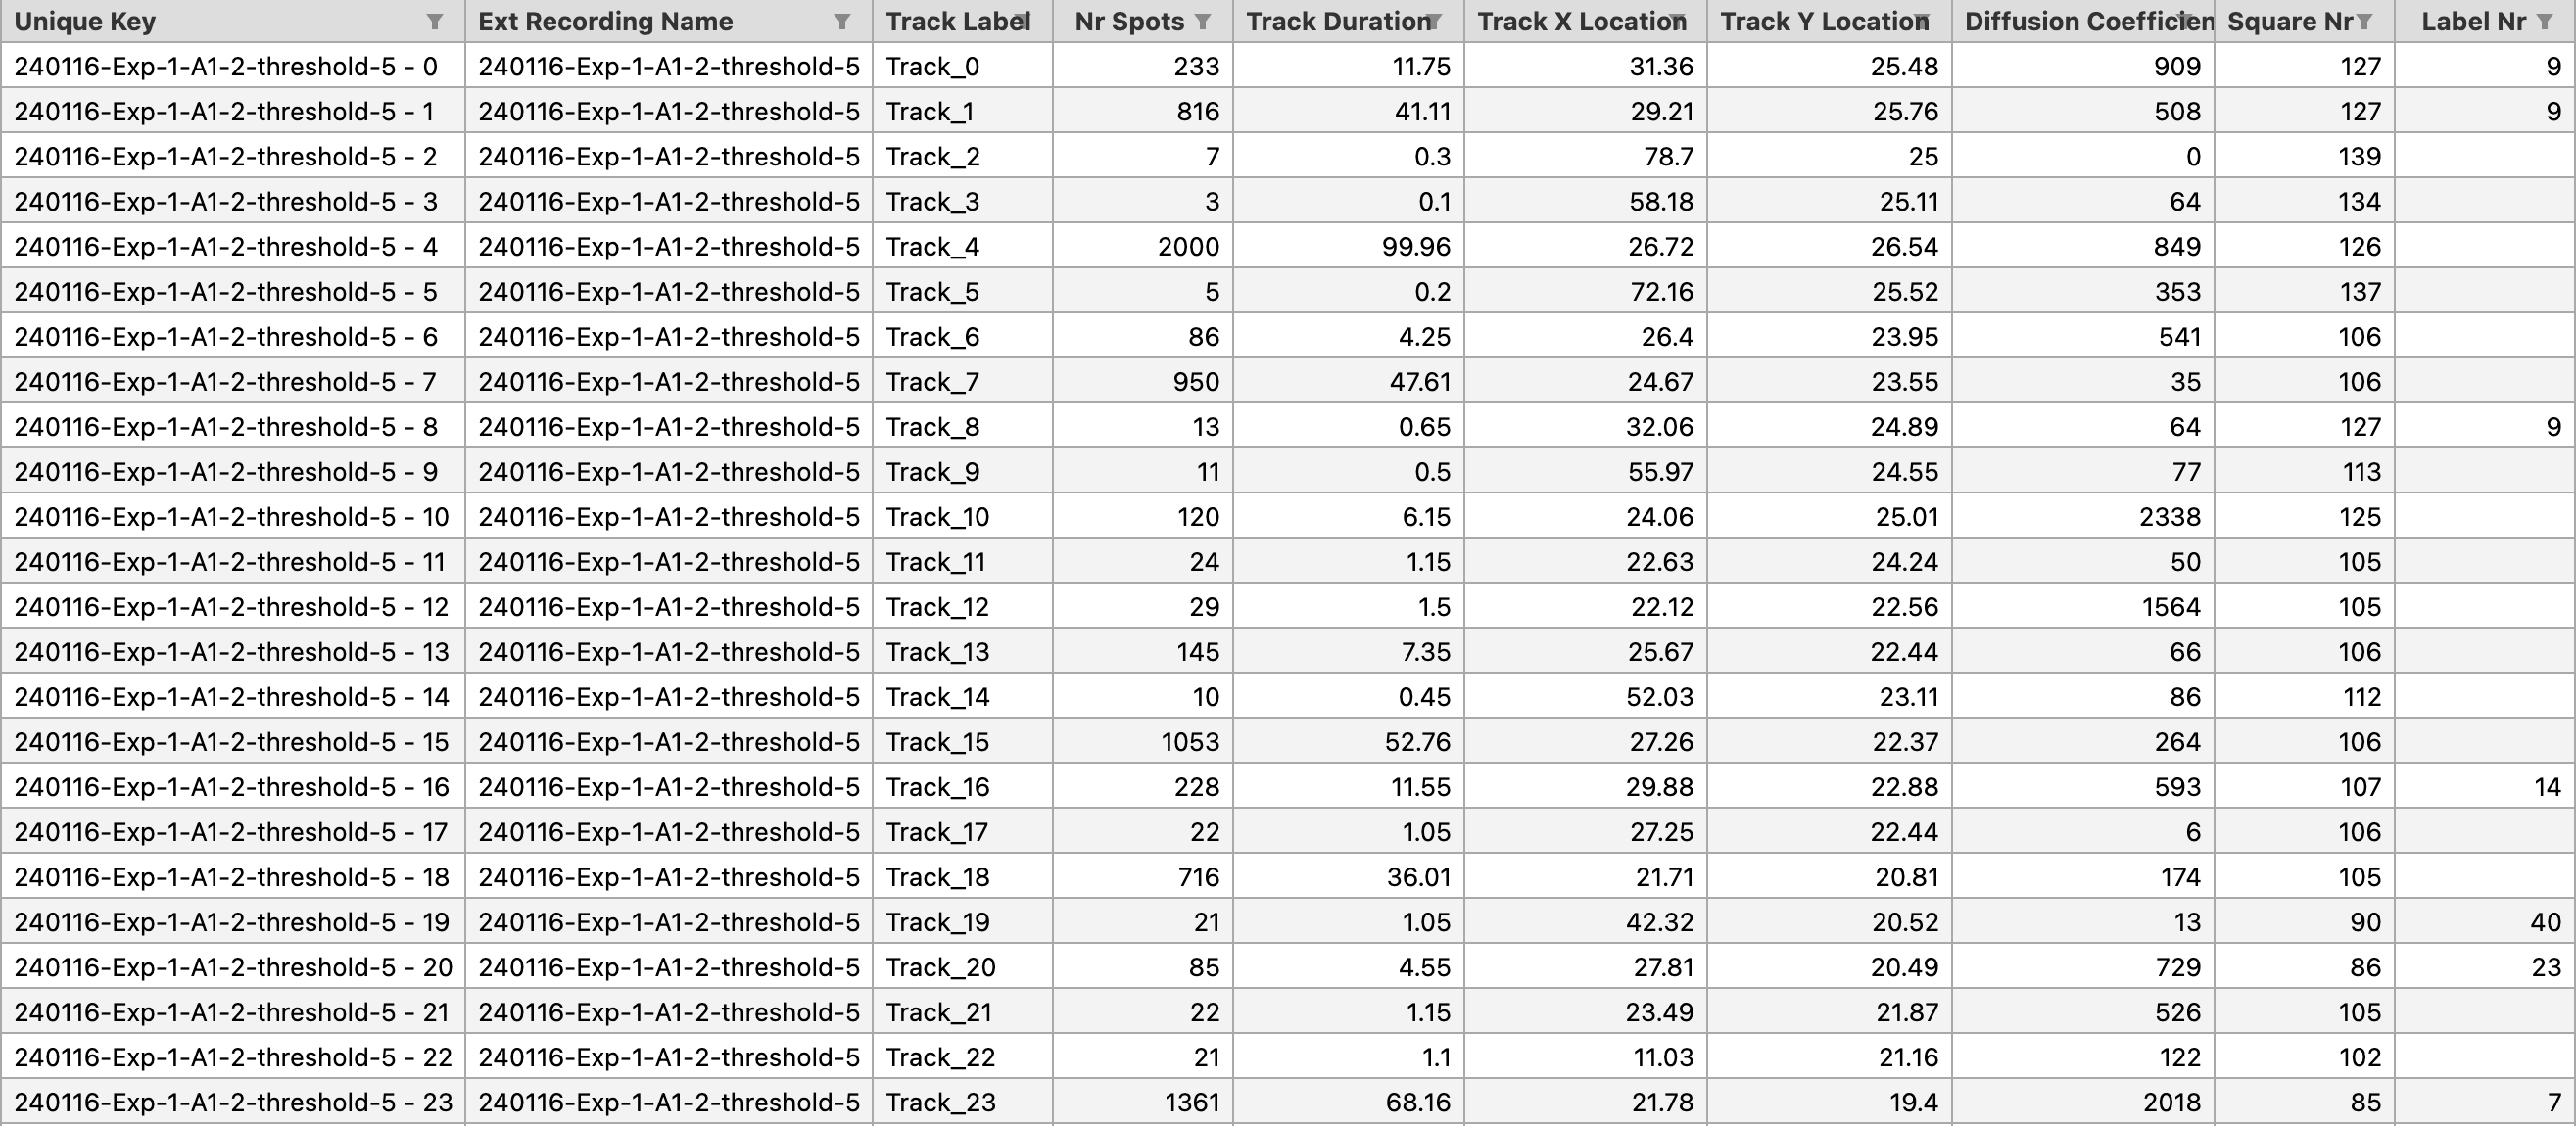 Unique Key Ext Recording Name Track Label Nr Spots Track Duration Track X Location Track Y Location Diffusion Coefficien Square Nr Label Nr
240116-Exp-1-A1-2-threshold-5 - 0 240116-Exp-1-A1-2-threshold-5 Track_0 233 11.75 31.36 25.48 909 127 9
240116-Exp-1-A1-2-threshold-5 - 1 240116-Exp-1-A1-2-threshold-5 Track_1 816 41.11 29.21 25.76 508 127 9
240116-Exp-1-A1-2-threshold-5 - 2 240116-Exp-1-A1-2-threshold-5 Track_2 7 0.3 78.7 25 0 139
240116-Exp-1-A1-2-threshold-5 - 3 240116-Exp-1-A1-2-threshold-5 Track_3 3 0.1 58.18 25.11 64 134
240116-Exp-1-A1-2-threshold-5 - 4 240116-Exp-1-A1-2-threshold-5 Track_4 2000 99.96 26.72 26.54 849 126
240116-Exp-1-A1-2-threshold-5 - 5 240116-Exp-1-A1-2-threshold-5 Track_5 5 0.2 72.16 25.52 353 137
240116-Exp-1-A1-2-threshold-5 - 6 240116-Exp-1-A1-2-threshold-5 Track_6 86 4.25 26.4 23.95 541 106
240116-Exp-1-A1-2-threshold-5 - 7 240116-Exp-1-A1-2-threshold-5 Track_7 950 47.61 24.67 23.55 35 106
240116-Exp-1-A1-2-threshold-5 - 8 240116-Exp-1-A1-2-threshold-5 Track_8 13 0.65 32.06 24.89 64 127 9
240116-Exp-1-A1-2-threshold-5 - 9 240116-Exp-1-A1-2-threshold-5 Track_9 11 0.5 55.97 24.55 77 113
240116-Exp-1-A1-2-threshold-5 - 10 240116-Exp-1-A1-2-threshold-5 Track_10 120 6.15 24.06 25.01 2338 125
240116-Exp-1-A1-2-threshold-5 - 11 240116-Exp-1-A1-2-threshold-5 Track_11 24 1.15 22.63 24.24 50 105
240116-Exp-1-A1-2-threshold-5 - 12 240116-Exp-1-A1-2-threshold-5 Track_12 29 1.5 22.12 22.56 1564 105
240116-Exp-1-A1-2-threshold-5 - 13 240116-Exp-1-A1-2-threshold-5 Track_13 145 7.35 25.67 22.44 66 106
240116-Exp-1-A1-2-threshold-5 - 14 240116-Exp-1-A1-2-threshold-5 Track_14 10 0.45 52.03 23.11 86 112
240116-Exp-1-A1-2-threshold-5 - 15 240116-Exp-1-A1-2-threshold-5 Track_15 1053 52.76 27.26 22.37 264 106
240116-Exp-1-A1-2-threshold-5 - 16 240116-Exp-1-A1-2-threshold-5 Track_16 228 11.55 29.88 22.88 593 107 14
240116-Exp-1-A1-2-threshold-5 - 17 240116-Exp-1-A1-2-threshold-5 Track_17 22 1.05 27.25 22.44 6 106
240116-Exp-1-A1-2-threshold-5 - 18 240116-Exp-1-A1-2-threshold-5 Track_18 716 36.01 21.71 20.81 174 105
240116-Exp-1-A1-2-threshold-5 - 19 240116-Exp-1-A1-2-threshold-5 Track_19 21 1.05 42.32 20.52 13 90 40
240116-Exp-1-A1-2-threshold-5 - 20 240116-Exp-1-A1-2-threshold-5 Track_20 85 4.55 27.81 20.49 729 86 23
240116-Exp-1-A1-2-threshold-5 - 21 240116-Exp-1-A1-2-threshold-5 Track_21 22 1.15 23.49 21.87 526 105
240116-Exp-1-A1-2-threshold-5 - 22 240116-Exp-1-A1-2-threshold-5 Track_22 21 1.1 11.03 21.16 122 102
240116-Exp-1-A1-2-threshold-5 - 23 240116-Exp-1-A1-2-threshold-5 Track_23 1361 68.16 21.78 19.4 2018 85 7